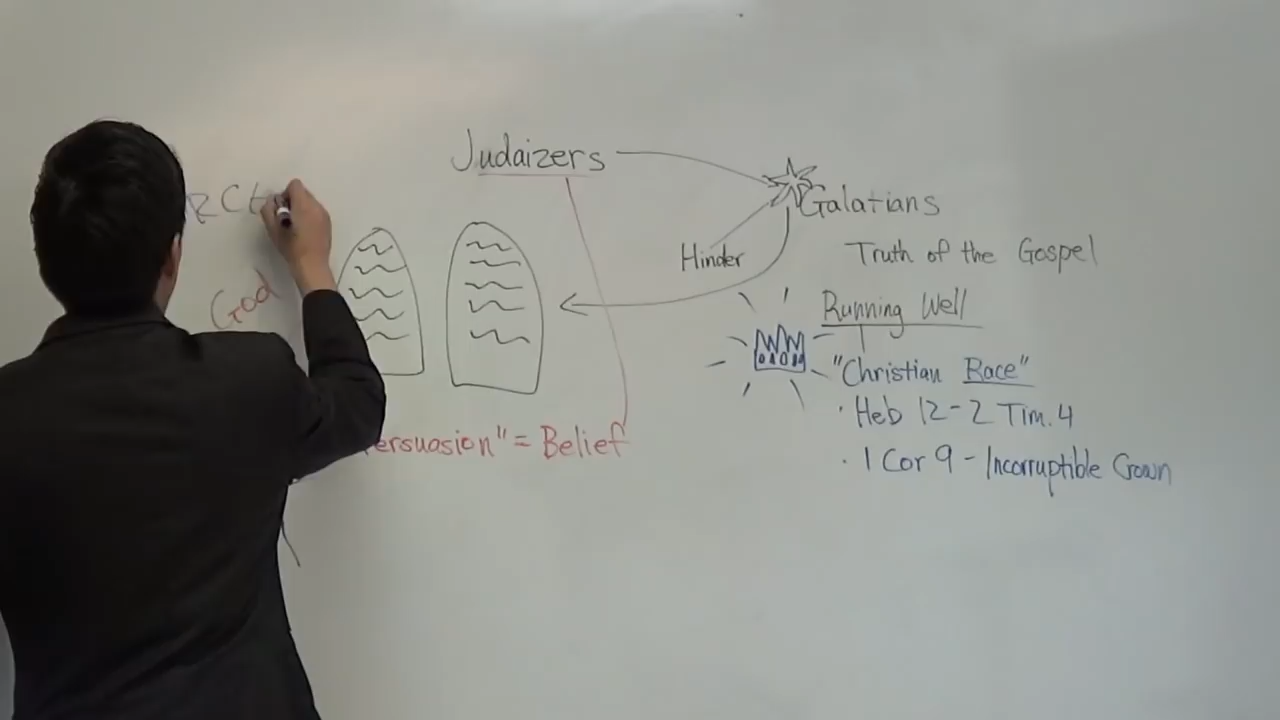 Judaizers
RC
Galatians
Hinder
Truth of the Gospel
God
Running Well
"Christian Race"
· Heb 12 - 2 Tim. 4
ersuasion" = Belief
· 1 Cor 9 - Incorruptible Crown